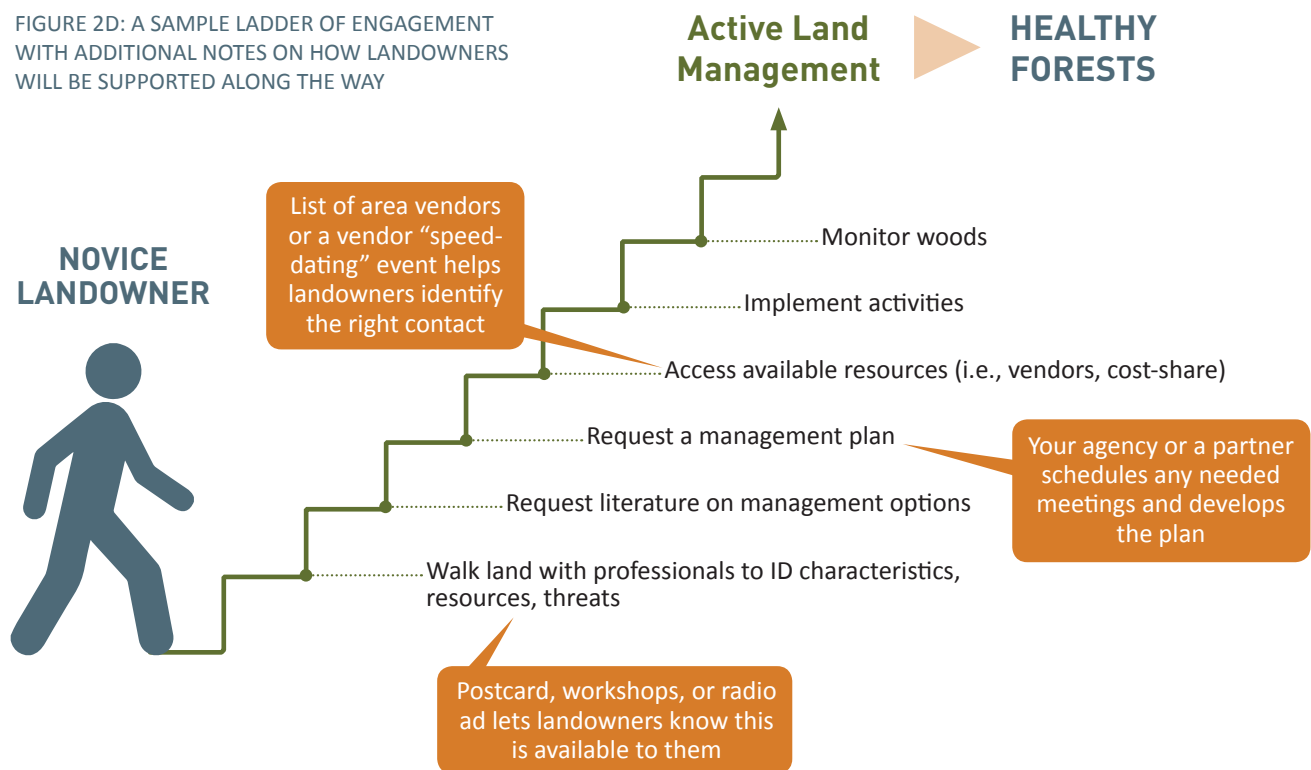 FIGURE 2D: A SAMPLE LADDER OF ENGAGEMENT
WITH ADDITIONAL NOTES ON HOW LANDOWNERS
WILL BE SUPPORTED ALONG THE WAY
Active Land
Management
HEALTHY
FORESTS
List of area vendors
or a vendor “speed-
dating” event helps
landowners identify
the right contact
NOVICE
LANDOWNER
Monitor woods
Implement activities
Access available resources (i.e., vendors, cost-share)
Request a management plan
Your agency or a partner
schedules any needed
meetings and develops
the plan
Request literature on management options
Walk land with professionals to ID characteristics,
resources, threats
Postcard, workshops, or radio
ad lets landowners know this
is available to them